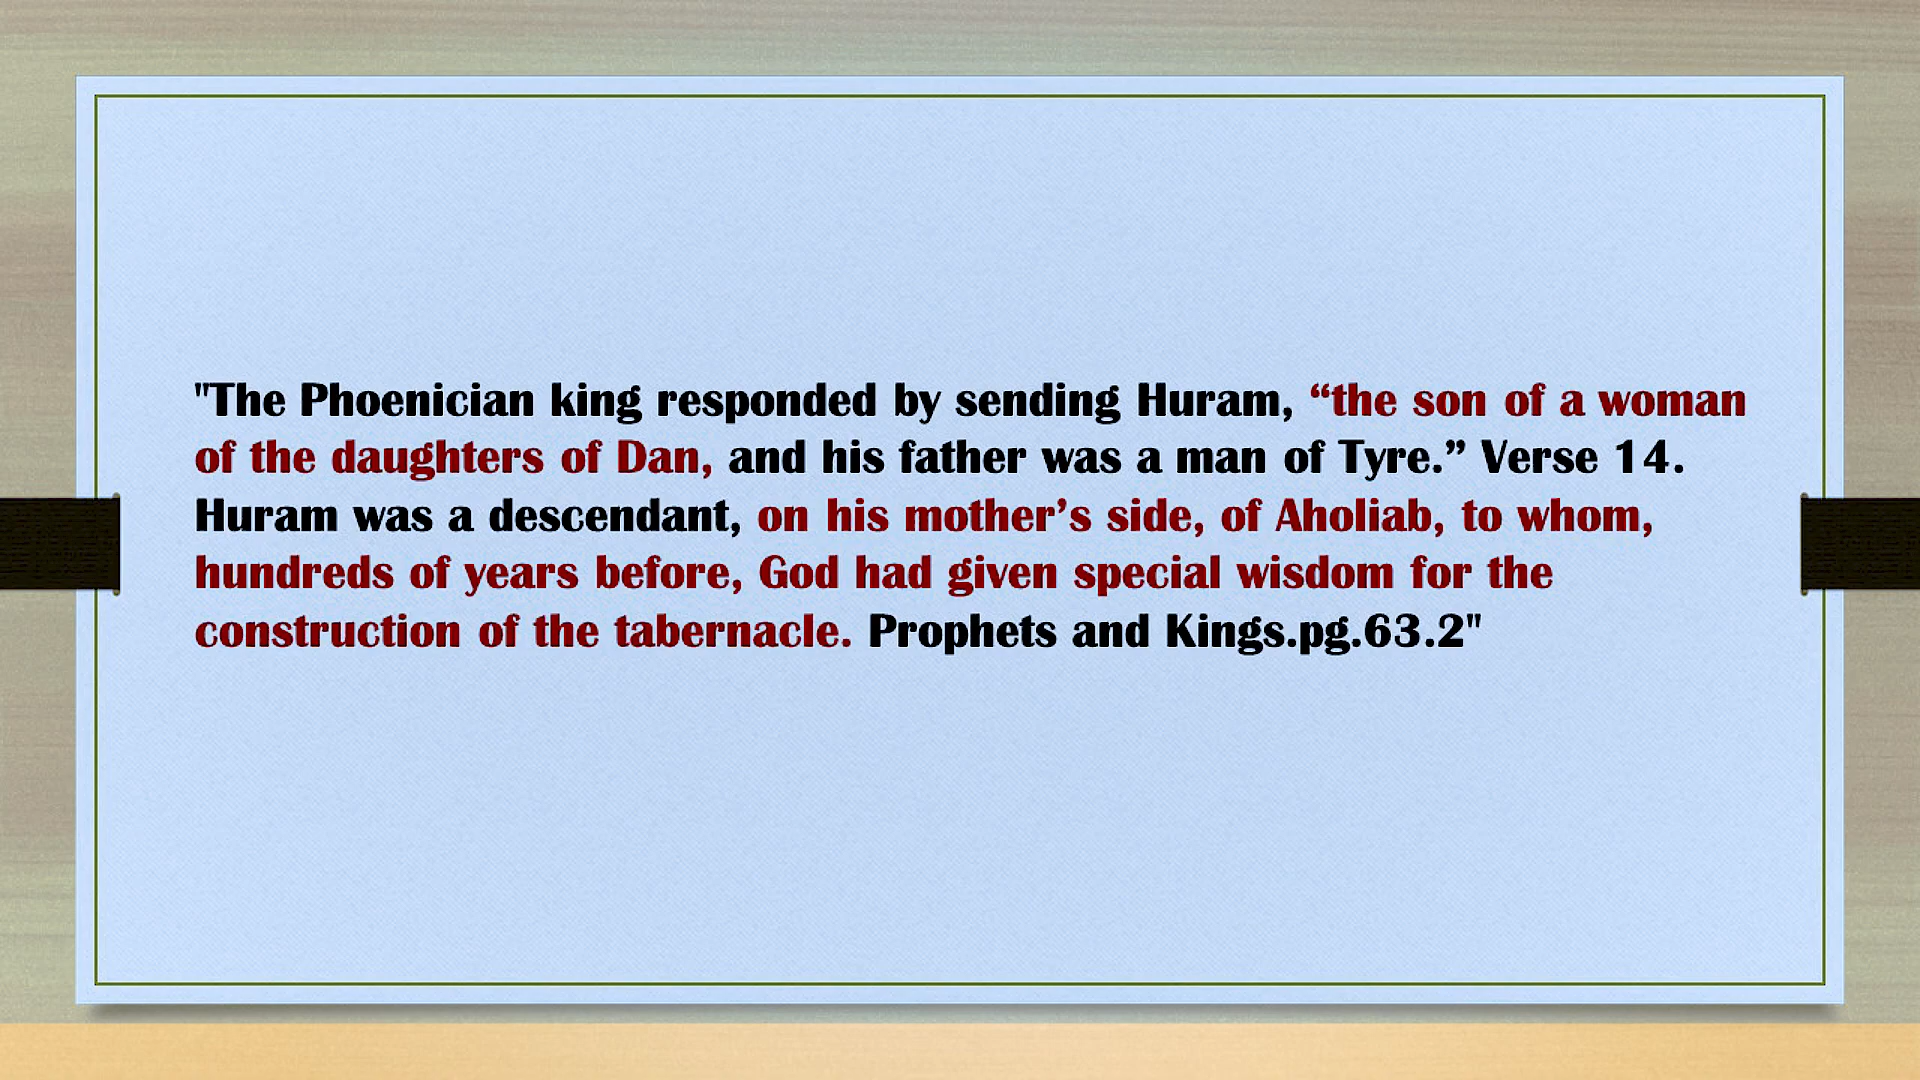 "The Phoenician king responded by sending Huram, “the son of a woman
of the daughters of Dan, and his father was a man of Tyre.” Verse 14.
Huram was a descendant, on his mother’s side, of Aholiab, to whom,
hundreds of years before, God had given special wisdom for the
construction of the tabernacle. Prophets and Kings.pg.63.2"